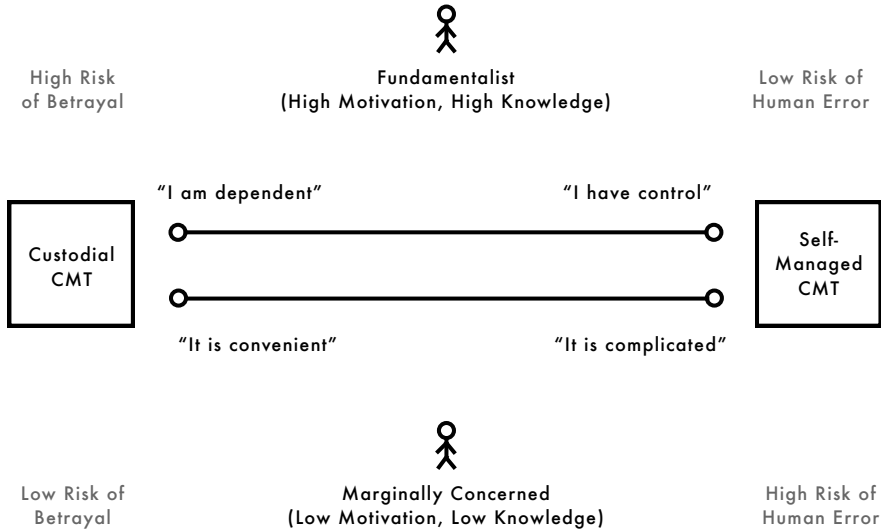 High Risk
of Betrayal
Fundamentalist
(High Motivation, High Knowledge)
Low Risk of
Human Error
“I am dependent”
“I have control”
Custodial
CMT
Self-
Managed
CMT
“It is convenient”
“It is complicated”
Low Risk of
Betrayal
Marginally Concerned
(Low Motivation, Low Knowledge)
High Risk of
Human Error